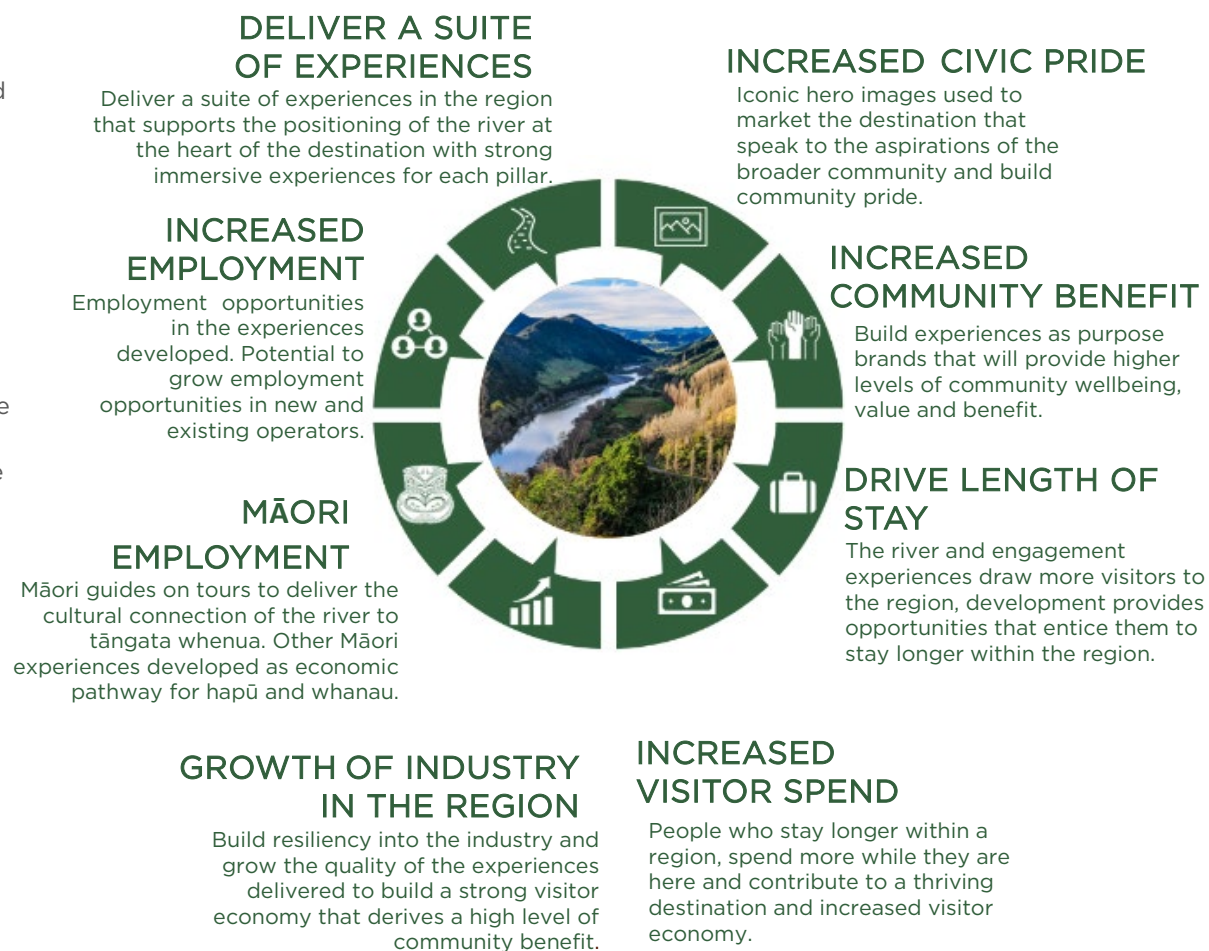 DELIVER A SUITE
OF EXPERIENCES
Deliver a suite of experiences in the region
that supports the positioning of the river at
the heart of the destination with strong
immersive experiences for each pillar.
INCREASED CIVIC PRIDE
Iconic hero images used to
market the destination that
speak to the aspirations of the
broader community and build
community pride.
INCREASED
EMPLOYMENT
Employment opportunities
in the experiences
developed. Potential to
grow employment
opportunities in new and
existing operators.
INCREASED
COMMUNITY BENEFIT
Build experiences as purpose
brands that will provide higher
levels of community wellbeing,
value and benefit.
MĀORI
EMPLOYMENT
Māori guides on tours to deliver the
cultural connection of the river to
tāngata whenua. Other Māori
experiences developed as economic
pathway for hapū and whanau.
DRIVE LENGTH OF
STAY
The river and engagement
experiences draw more visitors to
the region, development provides
opportunities that entice them to
stay longer within the region.
GROWTH OF INDUSTRY
IN THE REGION
Build resiliency into the industry and
grow the quality of the experiences
delivered to build a strong visitor
economy that derives a high level of
community benefit.
INCREASED
VISITOR SPEND
People who stay longer within a
region, spend more while they are
here and contribute to a thriving
destination and increased visitor
economy.